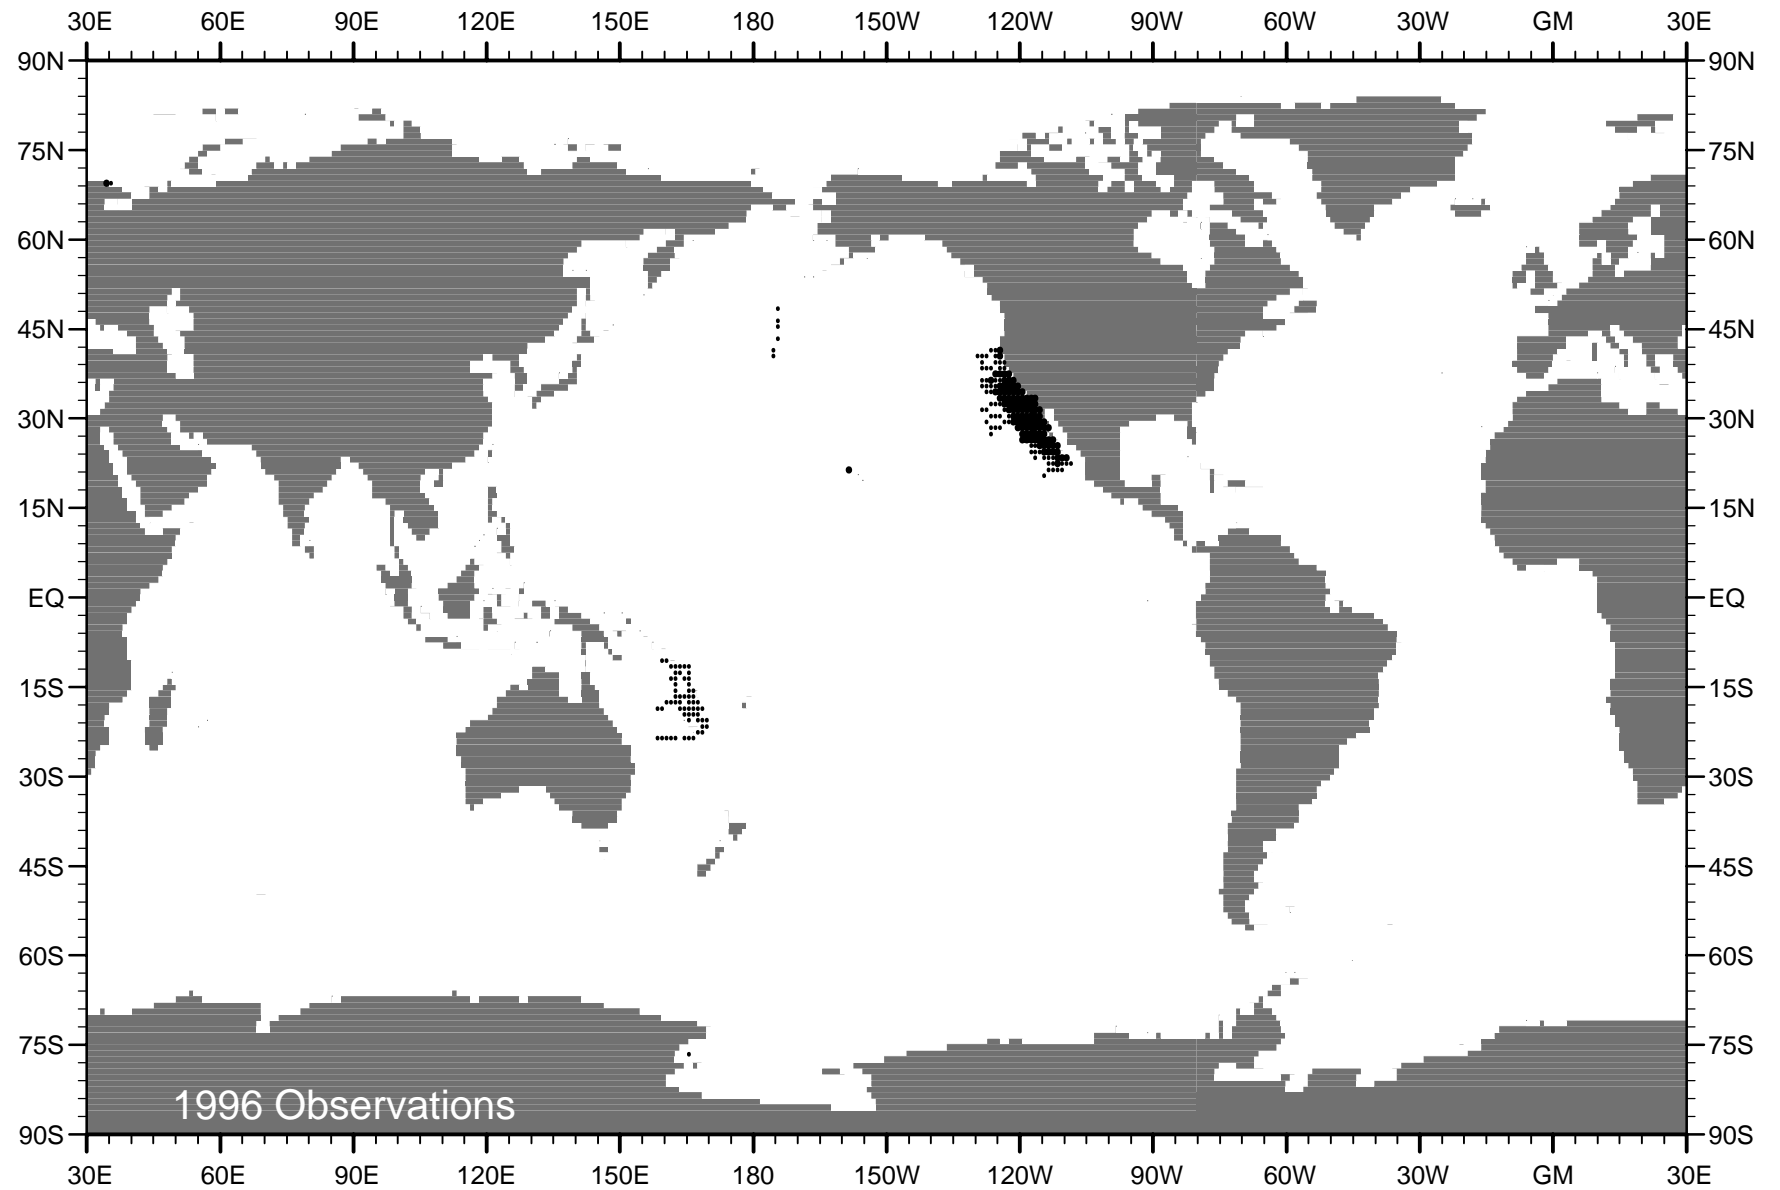 30E 60E 90E 120E 150E 180 150W 120W 90W 60W 30W GM 30E
90N 90N
75N 75N
60N 60N
45N 45N
30N 30N
15N 15N
EQ EQ
15S 15S
30S 30S
45S 45S
60S 60S
75S 75S
1996 Observations
90S 90S
30E 60E 90E 120E 150E 180 150W 120W 90W 60W 30W GM 30E